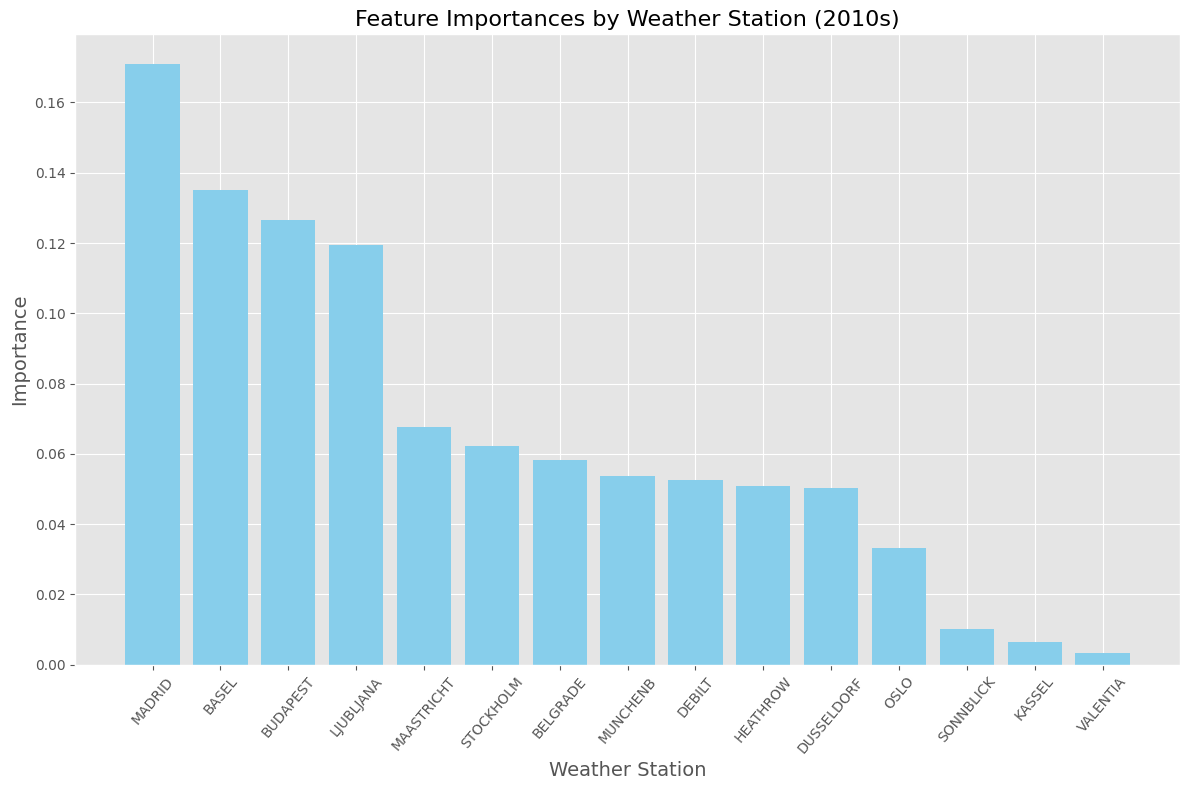 Feature Importances by Weather Station (2010s)
Importance
0.16
0.14
0.12
0.10
0.08
0.06
0.04
0.02
0.00
MADRID
BASEL
BUDAPEST
LJUBLJANA
MAASTRICHT
STOCKHOLM
BELGRADE
MUNCHENB
DEBILT
HEATHROW
DUSSELDORF
OSLO
SONNBLICK
KASSEL
VALENTIA
Weather Station